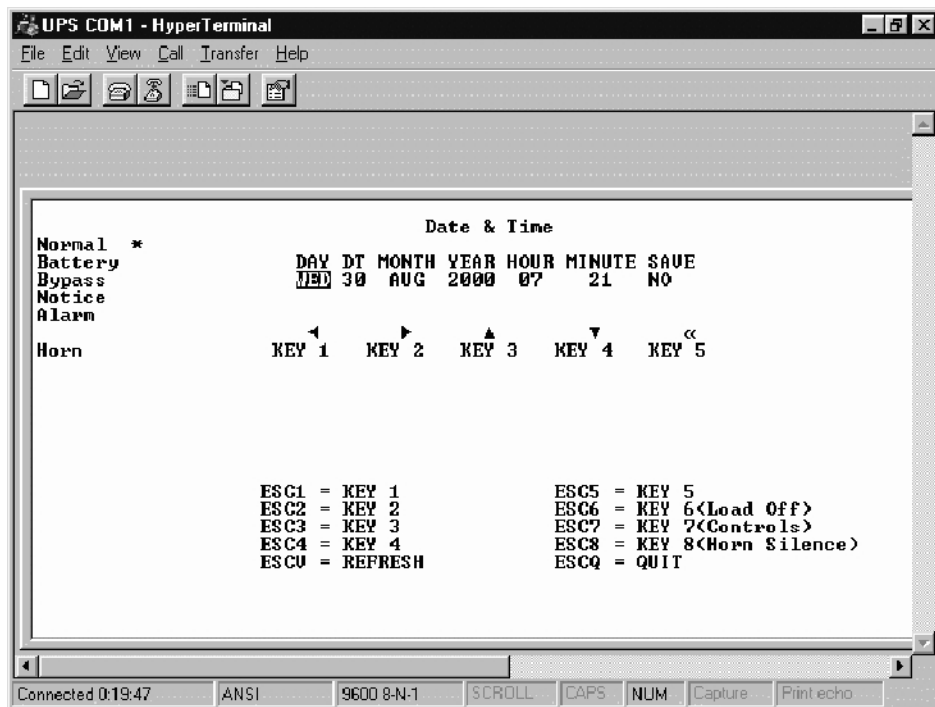 UPS COM1 - HyperTerminal
File Edit View Call Transfer Help
Date & Time
Normal *
Battery DAY DT MONTH YEAR HOUR MINUTE SAVE
Bypass WED 30 AUG 2000 07 21 NO
Notice
Alarm
◄ ► ▲ ▼ «
Horn KEY 1 KEY 2 KEY 3 KEY 4 KEY 5
ESC1 = KEY 1 ESC5 = KEY 5
ESC2 = KEY 2 ESC6 = KEY 6(Load Off)
ESC3 = KEY 3 ESC7 = KEY 7(Controls)
ESC4 = KEY 4 ESC8 = KEY 8(Horn Silence)
ESCV = REFRESH ESCQ = QUIT
Connected 0:19:47 ANSI 9600 8-N-1 SCROLL CAPS NUM Capture Print echo